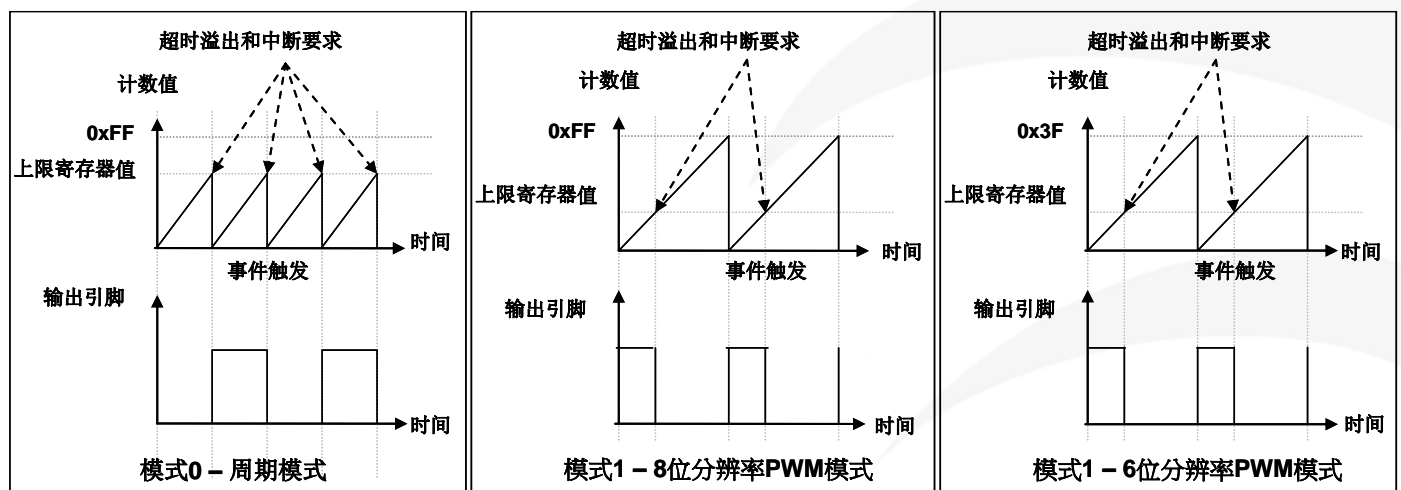 超时溢出和中断要求
计数值
0xFF
上限寄存器值
时间
事件触发
输出引脚
时间
模式0 – 周期模式
超时溢出和中断要求
计数值
0xFF
上限寄存器值
时间
事件触发
输出引脚
时间
模式1 – 8位分辨率PWM模式
超时溢出和中断要求
计数值
0x3F
上限寄存器值
时间
事件触发
输出引脚
时间
模式1 – 6位分辨率PWM模式